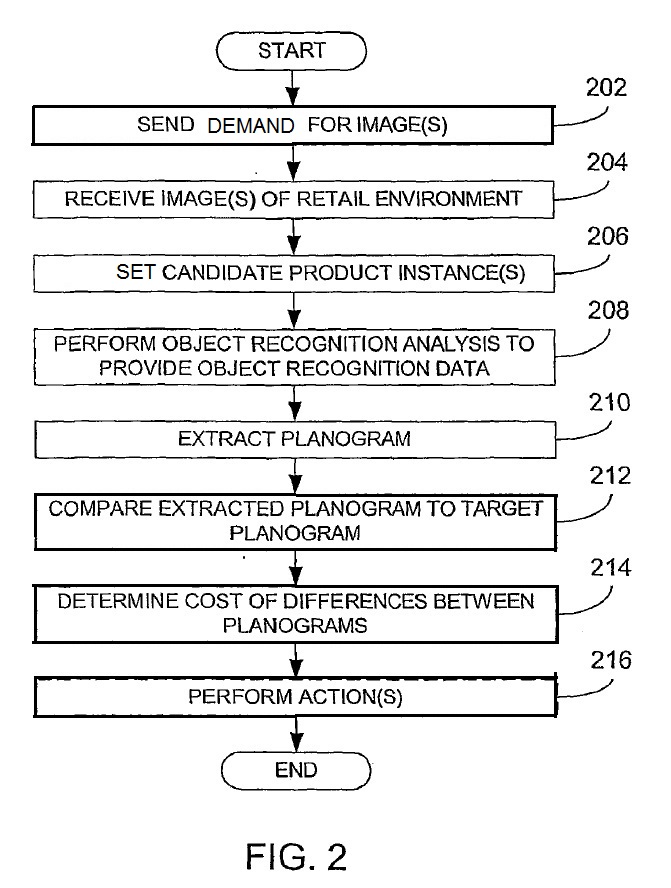 START
202
SEND DEMAND FOR IMAGE(S)
204
RECEIVE IMAGE(S) OF RETAIL ENVIRONMENT
206
SET CANDIDATE PRODUCT INSTANCE(S)
208
PERFORM OBJECT RECOGNITION ANALYSIS TO
PROVIDE OBJECT RECOGNITION DATA
210
EXTRACT PLANOGRAM
212
COMPARE EXTRACTED PLANOGRAM TO TARGET
PLANOGRAM
214
DETERMINE COST OF DIFFERENCES BETWEEN
PLANOGRAMS
216
PERFORM ACTION(S)
END
FIG. 2